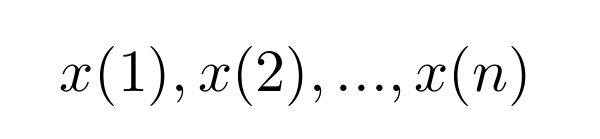 x(1), x(2), ..., x(n)